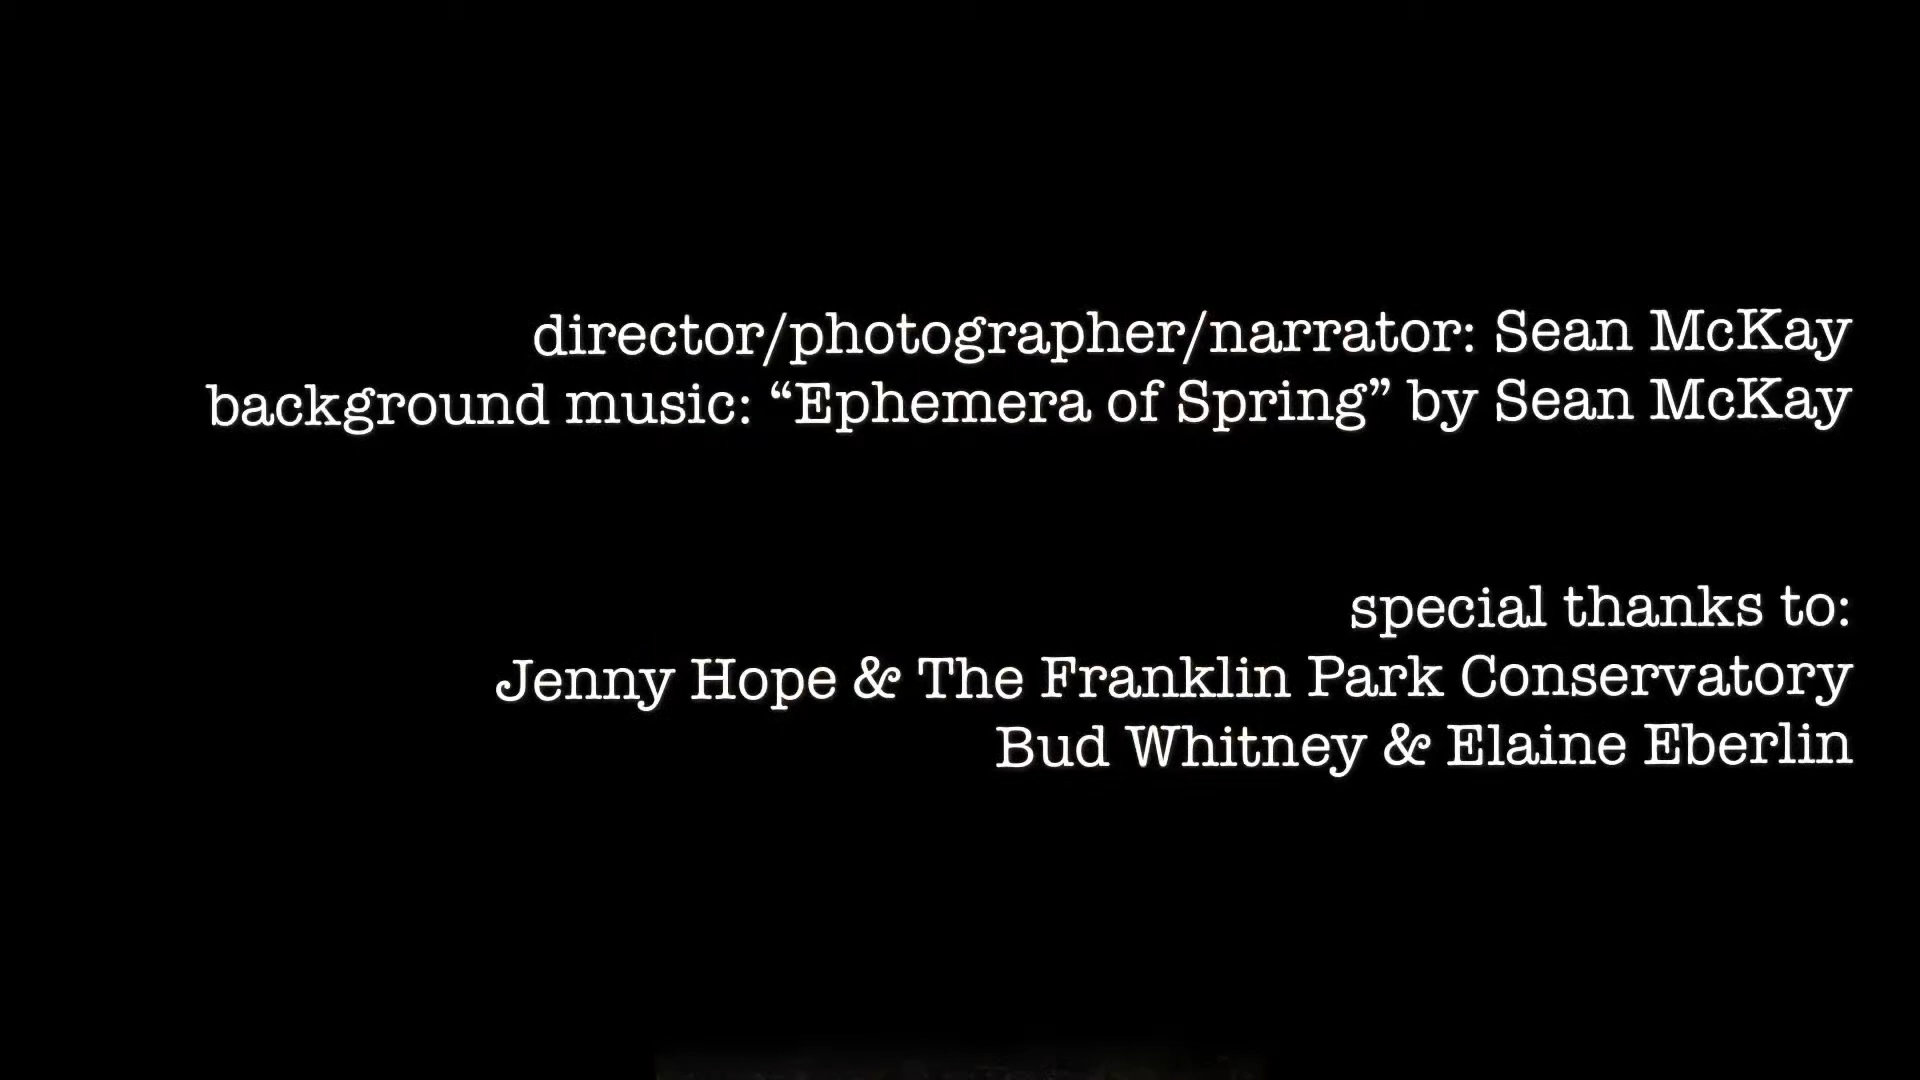 director/photographer/narrator: Sean McKay
background music: “Ephemera of Spring” by Sean McKay
special thanks to:
Jenny Hope & The Franklin Park Conservatory
Bud Whitney & Elaine Eberlin